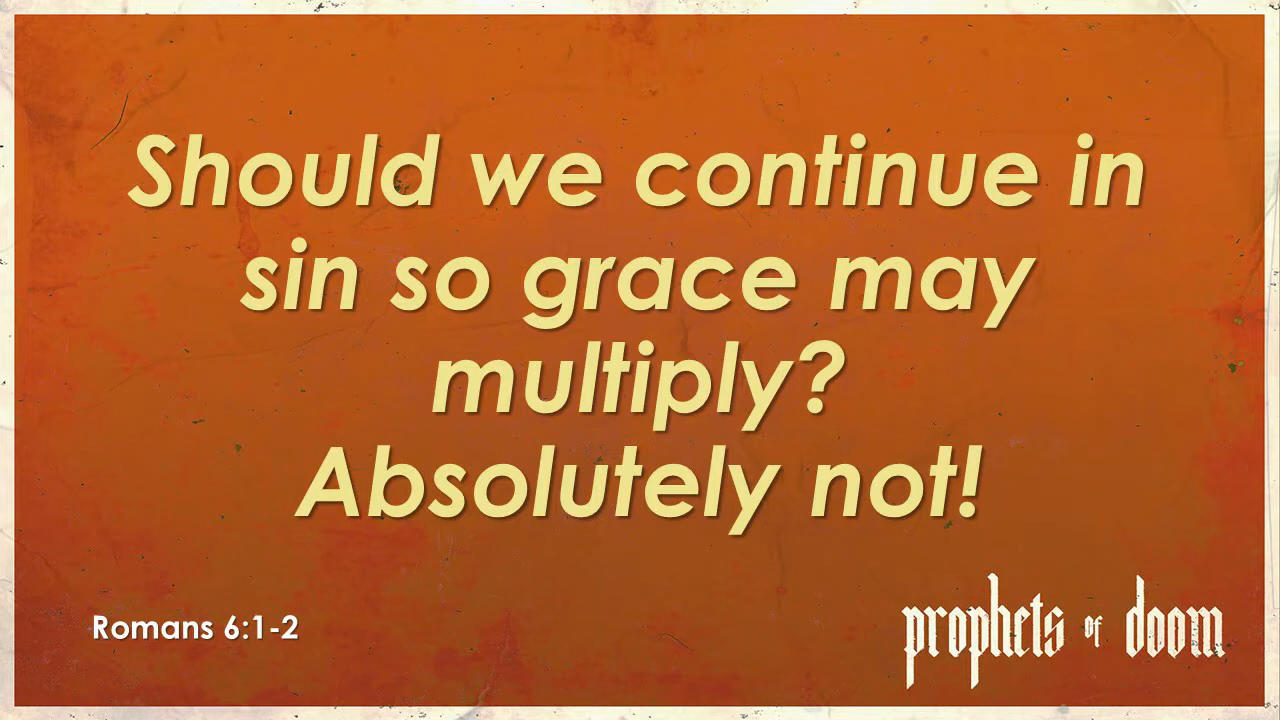 Should we continue in
sin so grace may
multiply?
Absolutely not!
Romans 6:1-2
prophets of doom